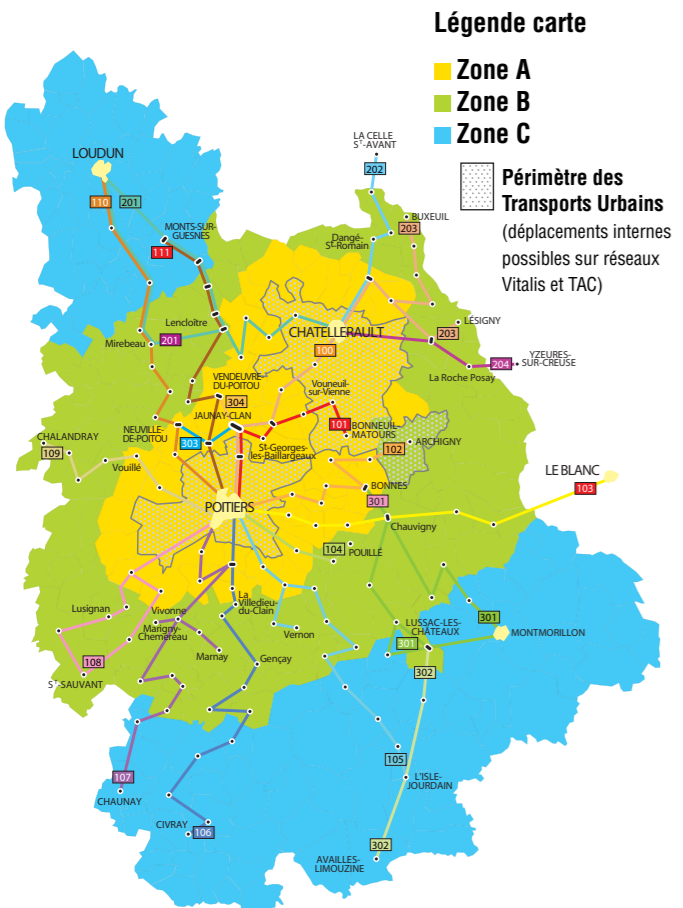 Légende carte
Zone A
Zone B
Zone C
Périmètre des
Transports Urbains
(déplacements internes
possibles sur réseaux
Vitalis et TAC)
LA CELLE
Sᵀ-AVANT
202
LOUDUN
110
201
BUXEUIL
203
MONTS-SUR-
GUESNES
111
Dangé-
St-Romain
Lencloître
LÉSIGNY
CHATELLERAULT
203
201
Mirebeau
100
204
YZEURES-
SUR-CREUSE
La Roche Posay
VENDEUVRE-
DU-POITOU
304
Vouneuil-
sur-Vienne
JAUNAY-CLAN
101
BONNEUIL-
MATOURS
NEUVILLE-
DE-POITOU
303
CHALANDRAY
109
St-Georges-
les-Baillargeaux
102
ARCHIGNY
Vouillé
LE BLANC
103
BONNES
301
POITIERS
Chauvigny
104
POUILLÉ
La
Villedieu-
du-Clain
Lusignan
Vivonne
Marigny-
Chemereau
Vernon
LUSSAC-LES-
CHÂTEAUX
301
301
MONTMORILLON
Marnay
Gençay
108
Sᵀ-SAUVANT
302
105
107
CHAUNAY
L'ISLE-
JOURDAIN
CIVRAY
106
302
AVAILLES-
LIMOUZINE